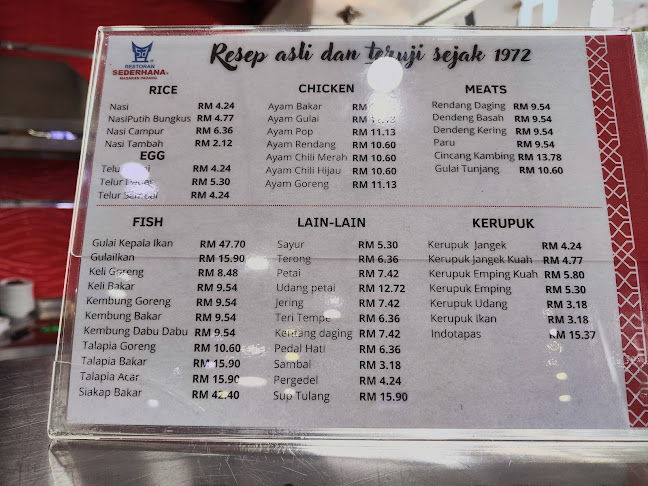 Resep asli dan teruji sejak 1972
RESTORAN
SEDERHANA
MASAKAN PADANG
RICE
Nasi RM 4.24
NasiPutih Bungkus RM 4.77
Nasi Campur RM 6.36
Nasi Tambah RM 2.12
EGG
Telur RM 4.24
Telur RM 5.30
Telur RM 4.24
CHICKEN
Ayam Bakar
Ayam Gulai
Ayam Pop RM 11.13
Ayam Rendang RM 10.60
Ayam Chili Merah RM 10.60
Ayam Chili Hijau RM 10.60
Ayam Goreng RM 11.13
MEATS
Rendang Daging RM 9.54
Dendeng Basah RM 9.54
Dendeng Kering RM 9.54
Paru RM 9.54
Cincang Kambing RM 13.78
Gulai Tunjang RM 10.60
FISH
Gulai Kepala Ikan RM 47.70
GulaiIkan RM 15.90
Keli Goreng RM 8.48
Keli Bakar RM 9.54
Kembung Goreng RM 9.54
Kembung Bakar RM 9.54
Kembung Dabu Dabu RM 9.54
Talapia Goreng RM 10.60
Talapia Bakar RM 15.90
Talapia Acar RM 15.90
Siakap Bakar RM 42.40
LAIN-LAIN
Sayur RM 5.30
Terong RM 6.36
Petai RM 7.42
Udang petai RM 12.72
Jering RM 7.42
Teri Tempe RM 6.36
Kentang daging RM 7.42
Pedal Hati RM 6.36
Sambal RM 3.18
Pergedel RM 4.24
Sup Tulang RM 15.90
KERUPUK
Kerupuk Jangek RM 4.24
Kerupuk Jangek Kuah RM 4.77
Kerupuk Emping Kuah RM 5.80
Kerupuk Emping RM 5.30
Kerupuk Udang RM 3.18
Kerupuk Ikan RM 3.18
Indotapas RM 15.37